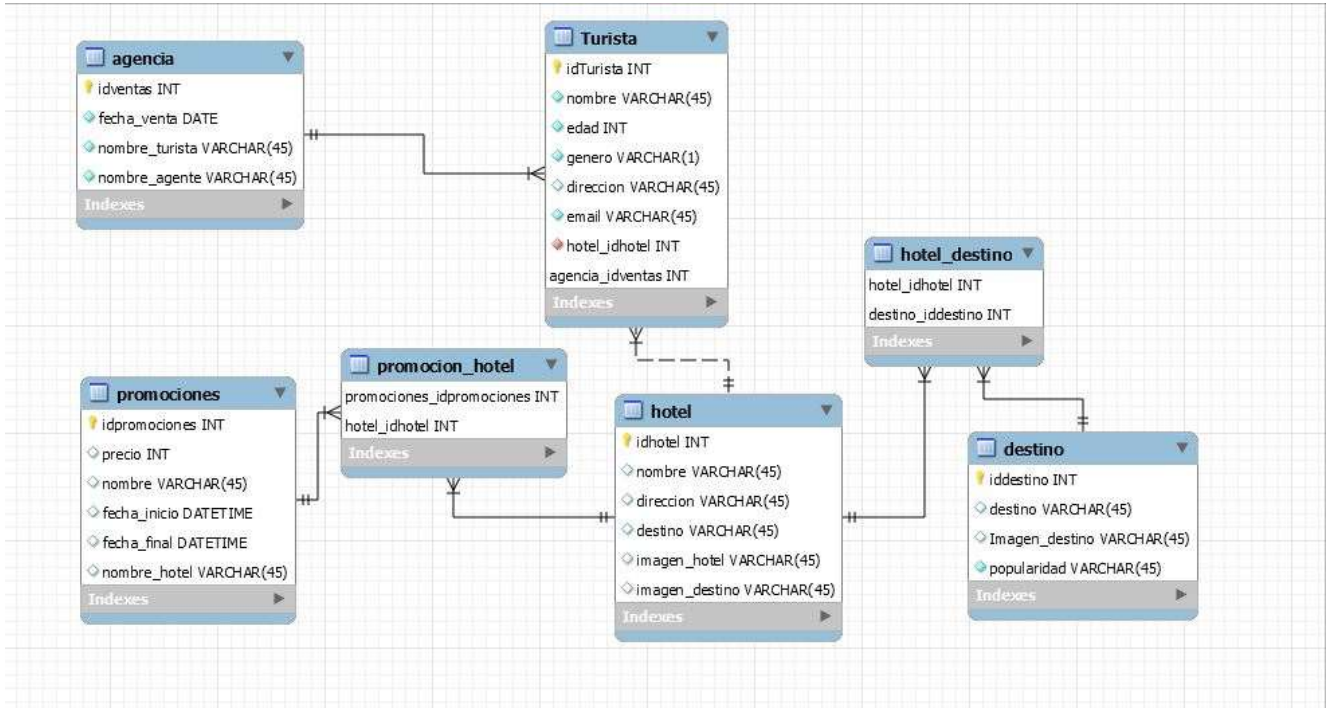 agencia
idventas INT
fecha_venta DATE
nombre_turista VARCHAR(45)
nombre_agente VARCHAR(45)
Indexes
Turista
idTurista INT
nombre VARCHAR(45)
edad INT
genero VARCHAR(1)
direccion VARCHAR(45)
email VARCHAR(45)
hotel_idhotel INT
agencia_idventas INT
Indexes
hotel_destino
hotel_idhotel INT
destino_iddestino INT
Indexes
promocion_hotel
promociones_idpromociones INT
hotel_idhotel INT
Indexes
promociones
idpromociones INT
precio INT
nombre VARCHAR(45)
fecha_inicio DATETIME
fecha_final DATETIME
nombre_hotel VARCHAR(45)
Indexes
hotel
idhotel INT
nombre VARCHAR(45)
direccion VARCHAR(45)
destino VARCHAR(45)
imagen_hotel VARCHAR(45)
imagen_destino VARCHAR(45)
Indexes
destino
iddestino INT
destino VARCHAR(45)
Imagen_destino VARCHAR(45)
popularidad VARCHAR(45)
Indexes